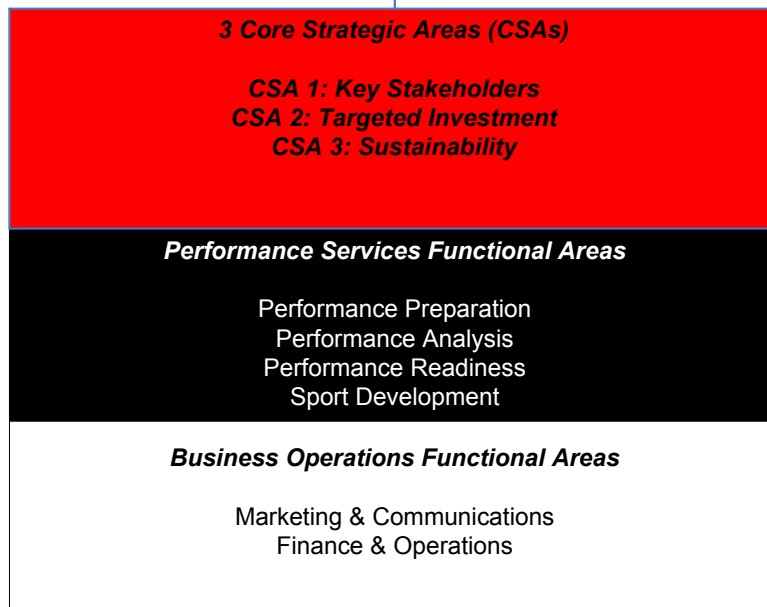 3 Core Strategic Areas (CSAs)
CSA 1: Key Stakeholders
CSA 2: Targeted Investment
CSA 3: Sustainability
Performance Services Functional Areas
Performance Preparation
Performance Analysis
Performance Readiness
Sport Development
Business Operations Functional Areas
Marketing & Communications
Finance & Operations